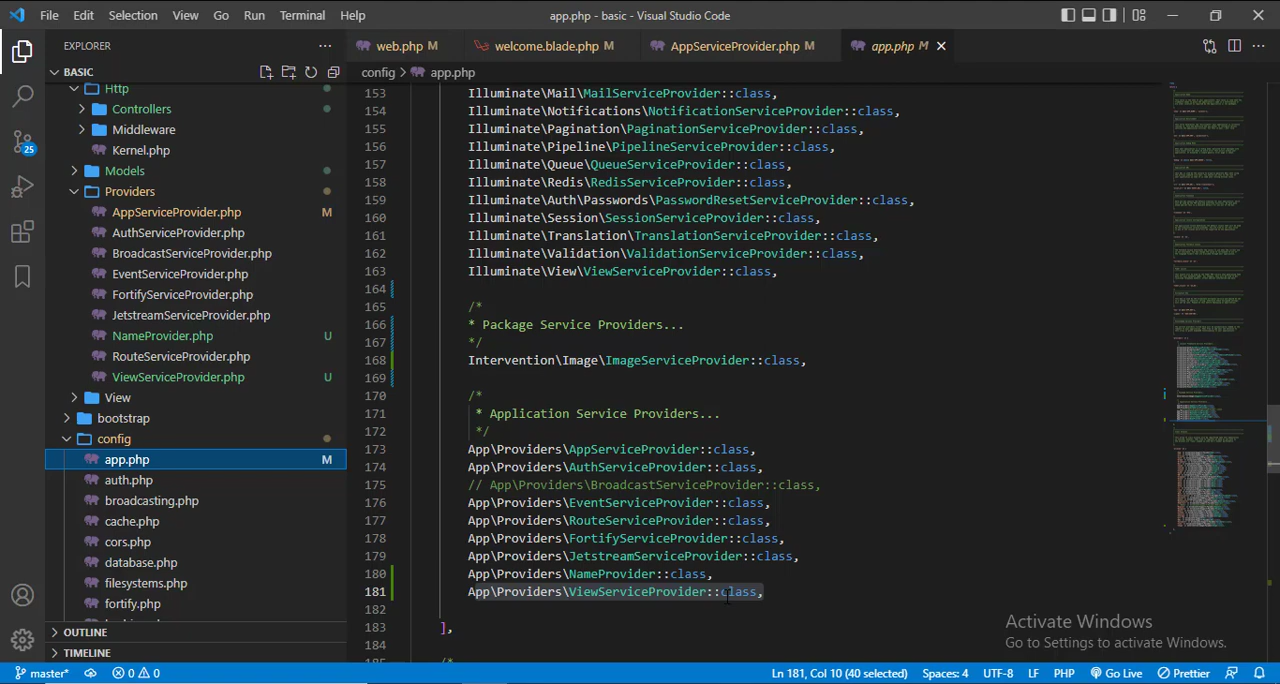 File Edit Selection View Go Run Terminal Help
app.php - basic - Visual Studio Code
EXPLORER
web.php M
welcome.blade.php M
AppServiceProvider.php M
app.php M
BASIC
config > app.php
Http
Controllers
Middleware
Kernel.php
Models
Providers
AppServiceProvider.php M
AuthServiceProvider.php
BroadcastServiceProvider.php
EventServiceProvider.php
FortifyServiceProvider.php
JetstreamServiceProvider.php
NameProvider.php U
RouteServiceProvider.php
ViewServiceProvider.php U
View
bootstrap
config
app.php M
auth.php
broadcasting.php
cache.php
cors.php
database.php
filesystems.php
fortify.php
OUTLINE
TIMELINE
25
153 Illuminate\Mail\MailServiceProvider::class,
154 Illuminate\Notifications\NotificationServiceProvider::class,
155 Illuminate\Pagination\PaginationServiceProvider::class,
156 Illuminate\Pipeline\PipelineServiceProvider::class,
157 Illuminate\Queue\QueueServiceProvider::class,
158 Illuminate\Redis\RedisServiceProvider::class,
159 Illuminate\Auth\Passwords\PasswordResetServiceProvider::class,
160 Illuminate\Session\SessionServiceProvider::class,
161 Illuminate\Translation\TranslationServiceProvider::class,
162 Illuminate\Validation\ValidationServiceProvider::class,
163 Illuminate\View\ViewServiceProvider::class,
164
165 /*
166 * Package Service Providers...
167 */
168 Intervention\Image\ImageServiceProvider::class,
169
170 /*
171 * Application Service Providers...
172 */
173 App\Providers\AppServiceProvider::class,
174 App\Providers\AuthServiceProvider::class,
175 // App\Providers\BroadcastServiceProvider::class,
176 App\Providers\EventServiceProvider::class,
177 App\Providers\RouteServiceProvider::class,
178 App\Providers\FortifyServiceProvider::class,
179 App\Providers\JetstreamServiceProvider::class,
180 App\Providers\NameProvider::class,
181 App\Providers\ViewServiceProvider::class,
182
183 ],
184
Activate Windows
Go to Settings to activate Windows.
master* 0 0 Ln 181, Col 10 (40 selected) Spaces: 4 UTF-8 LF PHP Go Live Prettier